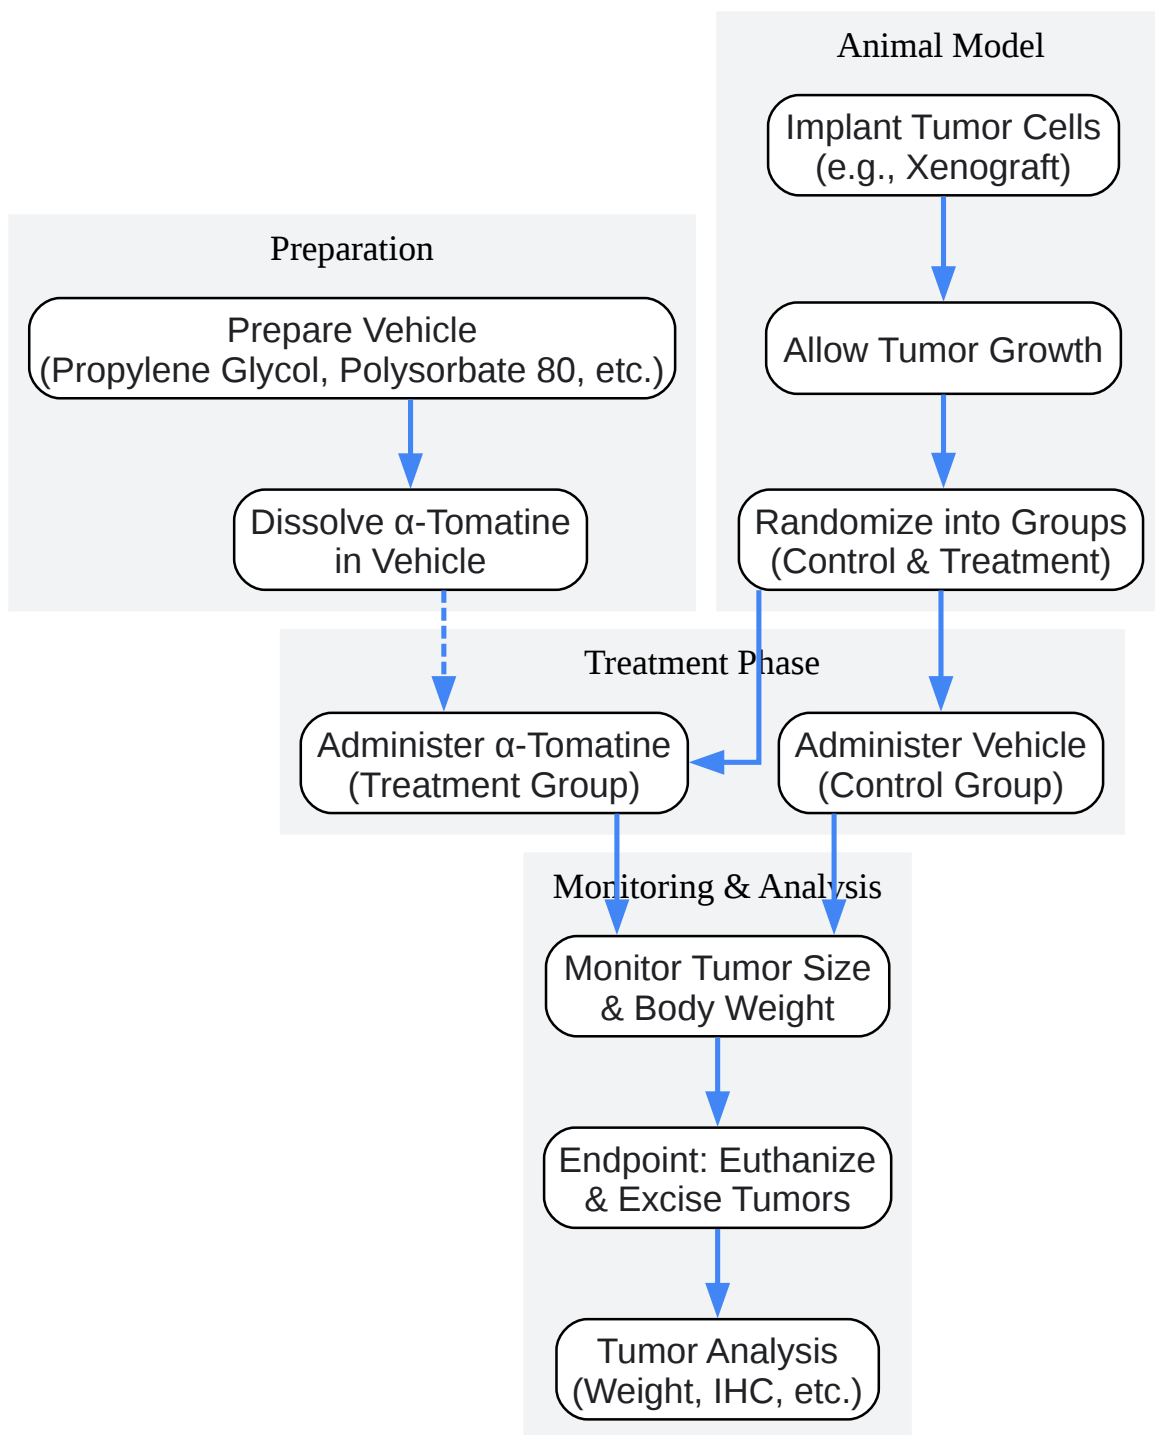 Animal Model
Implant Tumor Cells
(e.g., Xenograft)
Allow Tumor Growth
Randomize into Groups
(Control & Treatment)
Preparation
Prepare Vehicle
(Propylene Glycol, Polysorbate 80, etc.)
Dissolve α-Tomatine
in Vehicle
Treatment Phase
Administer α-Tomatine
(Treatment Group)
Administer Vehicle
(Control Group)
Monitoring & Analysis
Monitor Tumor Size
& Body Weight
Endpoint: Euthanize
& Excise Tumors
Tumor Analysis
(Weight, IHC, etc.)